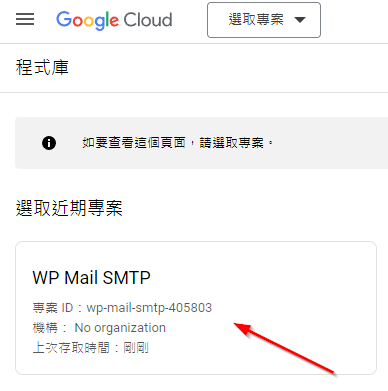 Google Cloud
選取專案
程式庫
如要查看這個頁面，請選取專案。
選取近期專案
WP Mail SMTP
專案 ID：wp-mail-smtp-405803
機構： No organization
上次存取時間：剛剛